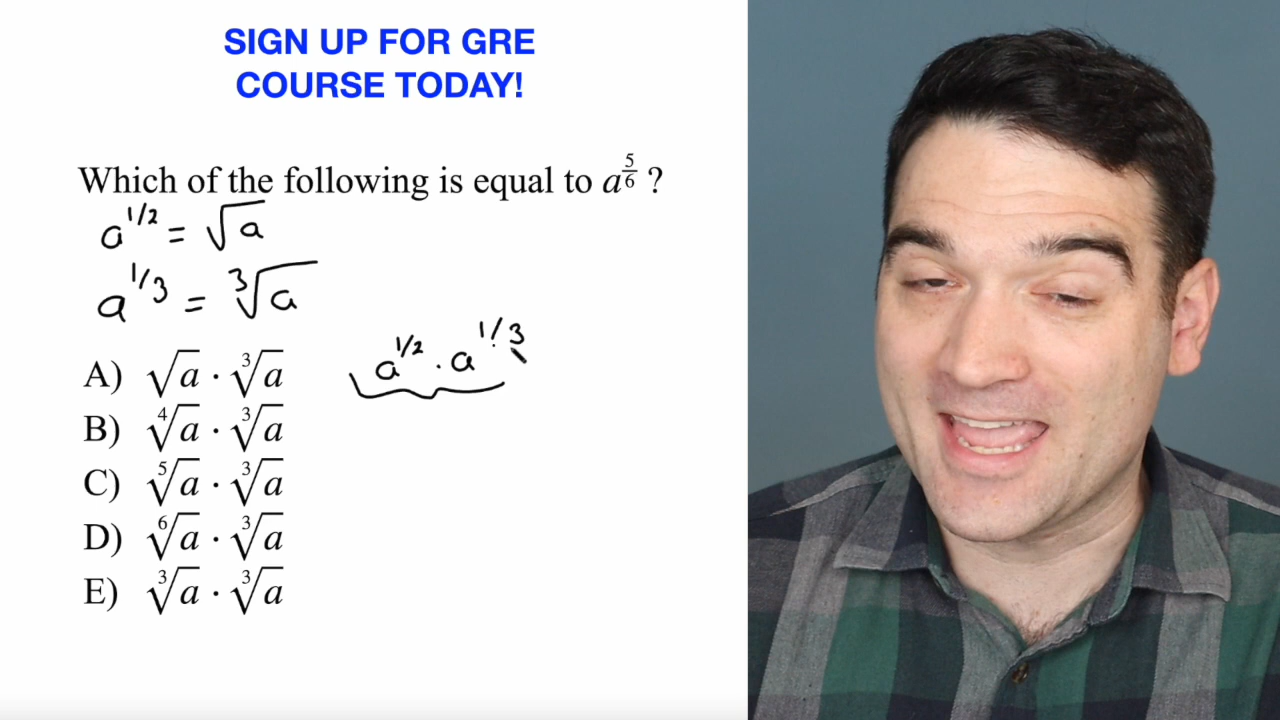 SIGN UP FOR GRE
COURSE TODAY!
Which of the following is equal to a^{5/6} ?
a^{1/2} = √a
a^{1/3} = ∛a
a^{1/2} · a^{1/3}
A) √a · ∛a
B) ∜a · ∛a
C) ⁵√a · ∛a
D) ⁶√a · ∛a
E) ∛a · ∛a